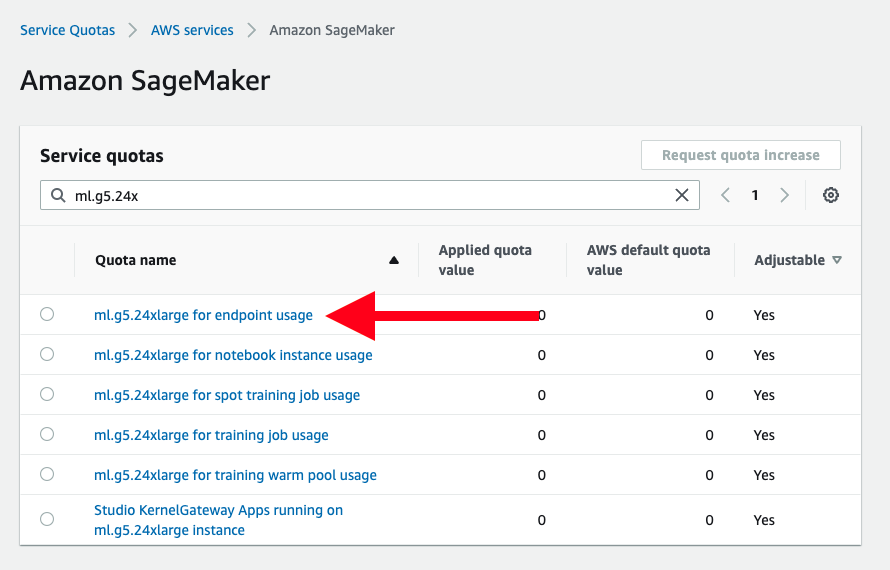 Service Quotas > AWS services > Amazon SageMaker
Amazon SageMaker
Service quotas
Request quota increase
ml.g5.24x
1
Quota name
Applied quota value
AWS default quota value
Adjustable
ml.g5.24xlarge for endpoint usage 0 0 Yes
ml.g5.24xlarge for notebook instance usage 0 0 Yes
ml.g5.24xlarge for spot training job usage 0 0 Yes
ml.g5.24xlarge for training job usage 0 0 Yes
ml.g5.24xlarge for training warm pool usage 0 0 Yes
Studio KernelGateway Apps running on
ml.g5.24xlarge instance 0 0 Yes